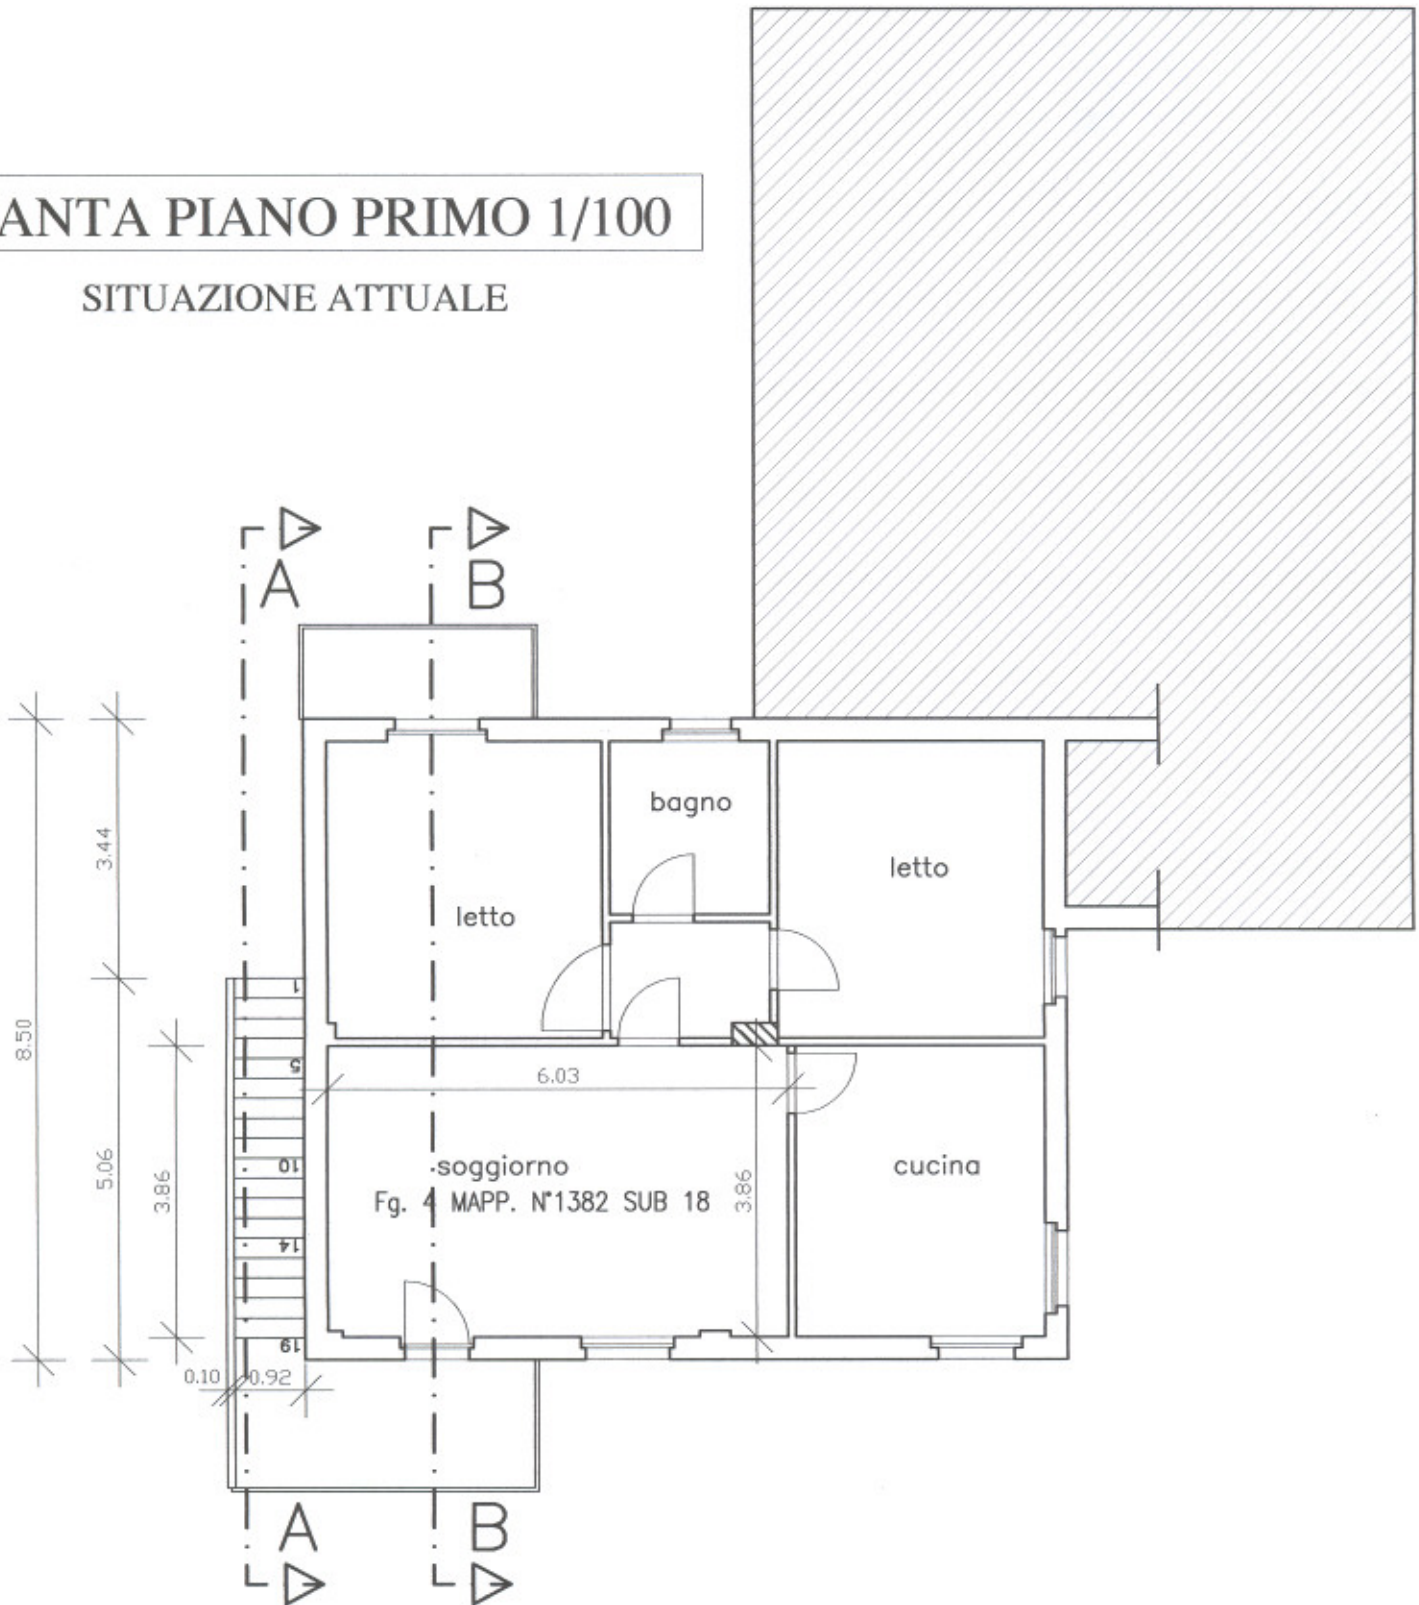 ANTA PIANO PRIMO 1/100
SITUAZIONE ATTUALE
A
B
bagno
letto
letto
3.44
8.50
1
5
6.03
5.06
3.86
10
soggiorno
cucina
Fg. 4 MAPP. N°1382 SUB 18
3.86
14
19
0.10
0.92
A
B